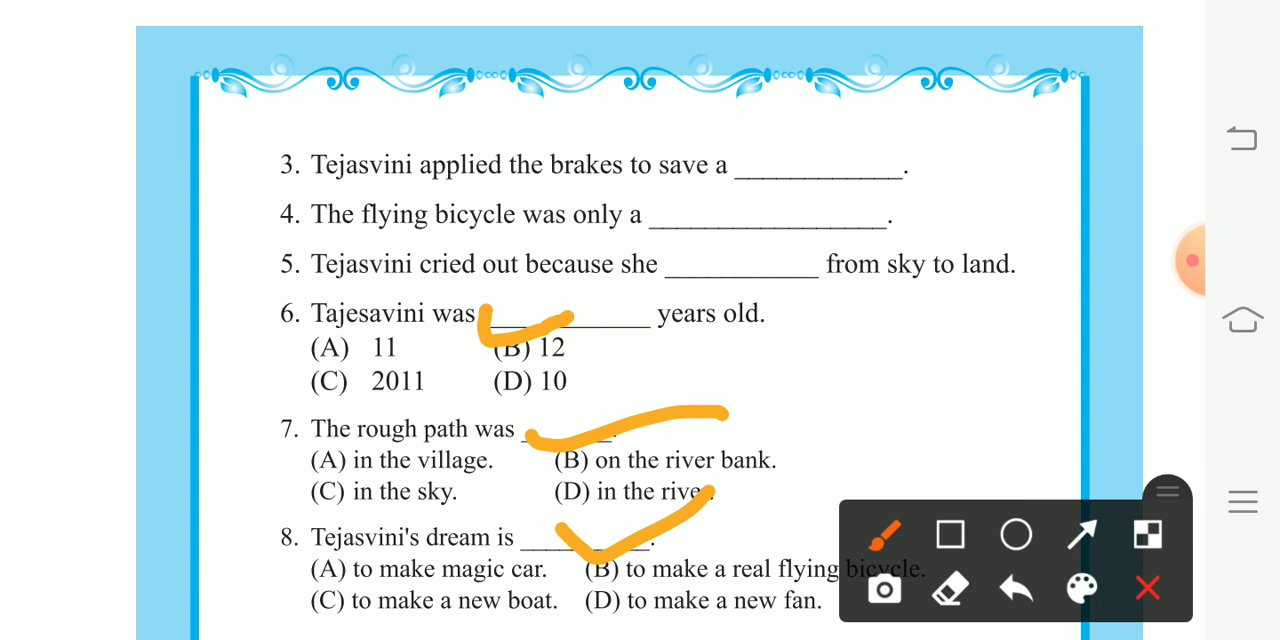 3. Tejasvini applied the brakes to save a ____________.
4. The flying bicycle was only a _________________.
5. Tejasvini cried out because she ___________ from sky to land.
6. Tajesavini was ____________ years old.
(A) 11 (B) 12
(C) 2011 (D) 10
7. The rough path was _______.
(A) in the village. (B) on the river bank.
(C) in the sky. (D) in the river.
8. Tejasvini's dream is __________.
(A) to make magic car. (B) to make a real flying bicycle.
(C) to make a new boat. (D) to make a new fan.